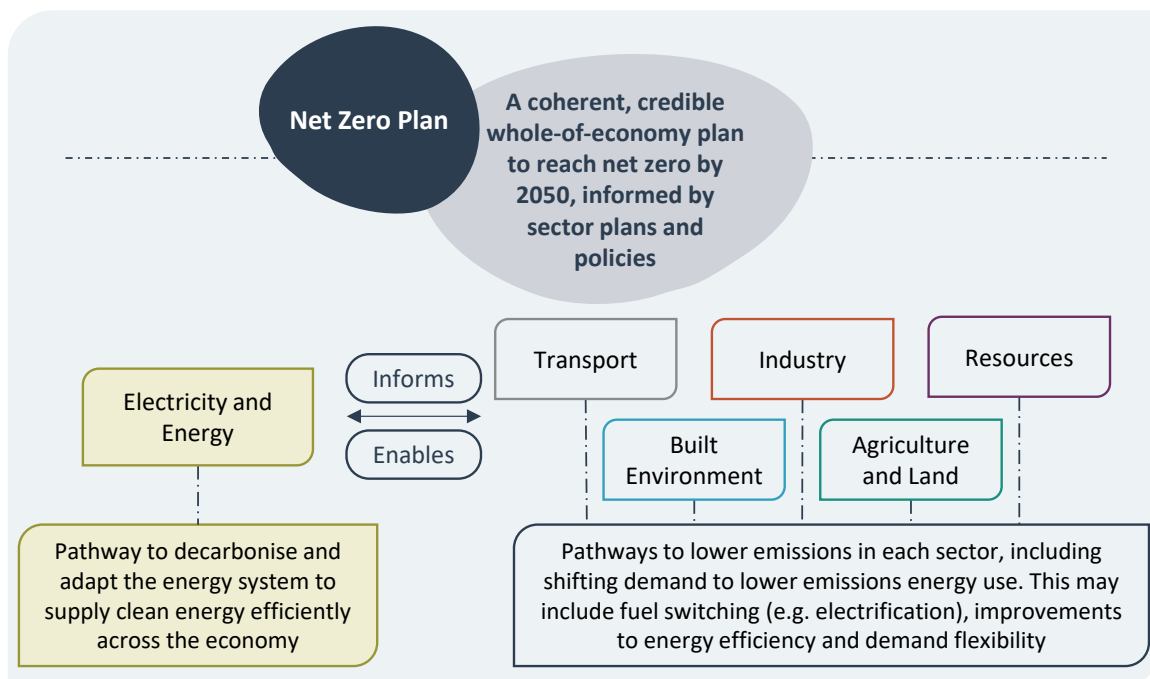 Net Zero Plan
A coherent, credible
whole-of-economy plan
to reach net zero by
2050, informed by
sector plans and
policies
Electricity and
Energy
Informs
Enables
Transport
Industry
Resources
Built
Environment
Agriculture
and Land
Pathway to decarbonise and
adapt the energy system to
supply clean energy efficiently
across the economy
Pathways to lower emissions in each sector, including
shifting demand to lower emissions energy use. This may
include fuel switching (e.g. electrification), improvements
to energy efficiency and demand flexibility